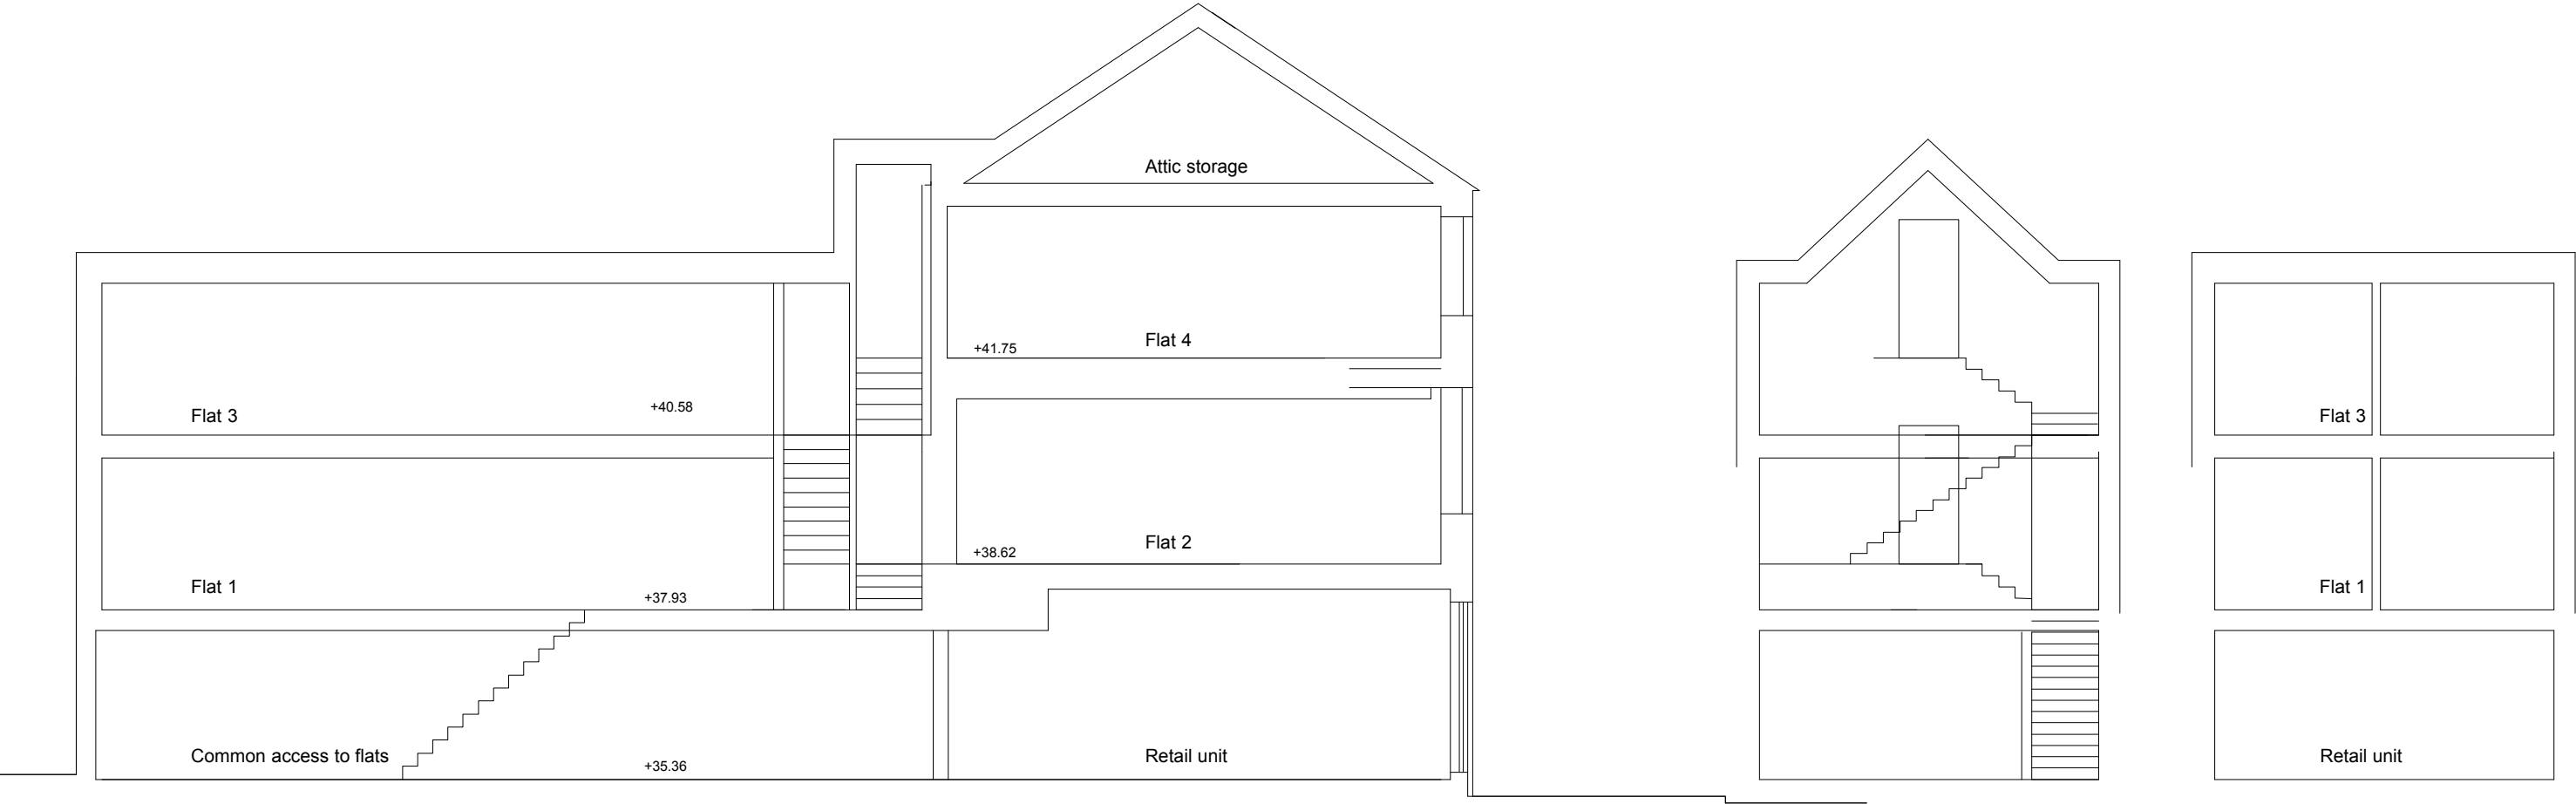 Attic storage
Flat 4
+41.75
Flat 3
+40.58
Flat 3
Flat 2
+38.62
Flat 1
+37.93
Flat 1
Common access to flats
+35.36
Retail unit
Retail unit